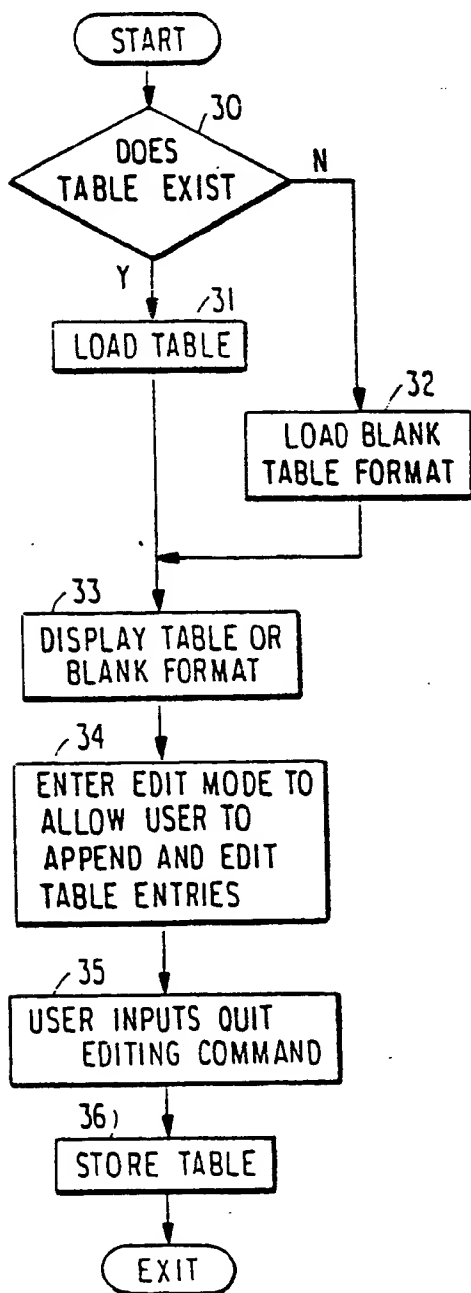 START
30
DOES
TABLE EXIST
N
Y
31
LOAD TABLE
32
LOAD BLANK
TABLE FORMAT
33
DISPLAY TABLE OR
BLANK FORMAT
34
ENTER EDIT MODE TO
ALLOW USER TO
APPEND AND EDIT
TABLE ENTRIES
35
USER INPUTS QUIT
EDITING COMMAND
36
STORE TABLE
EXIT